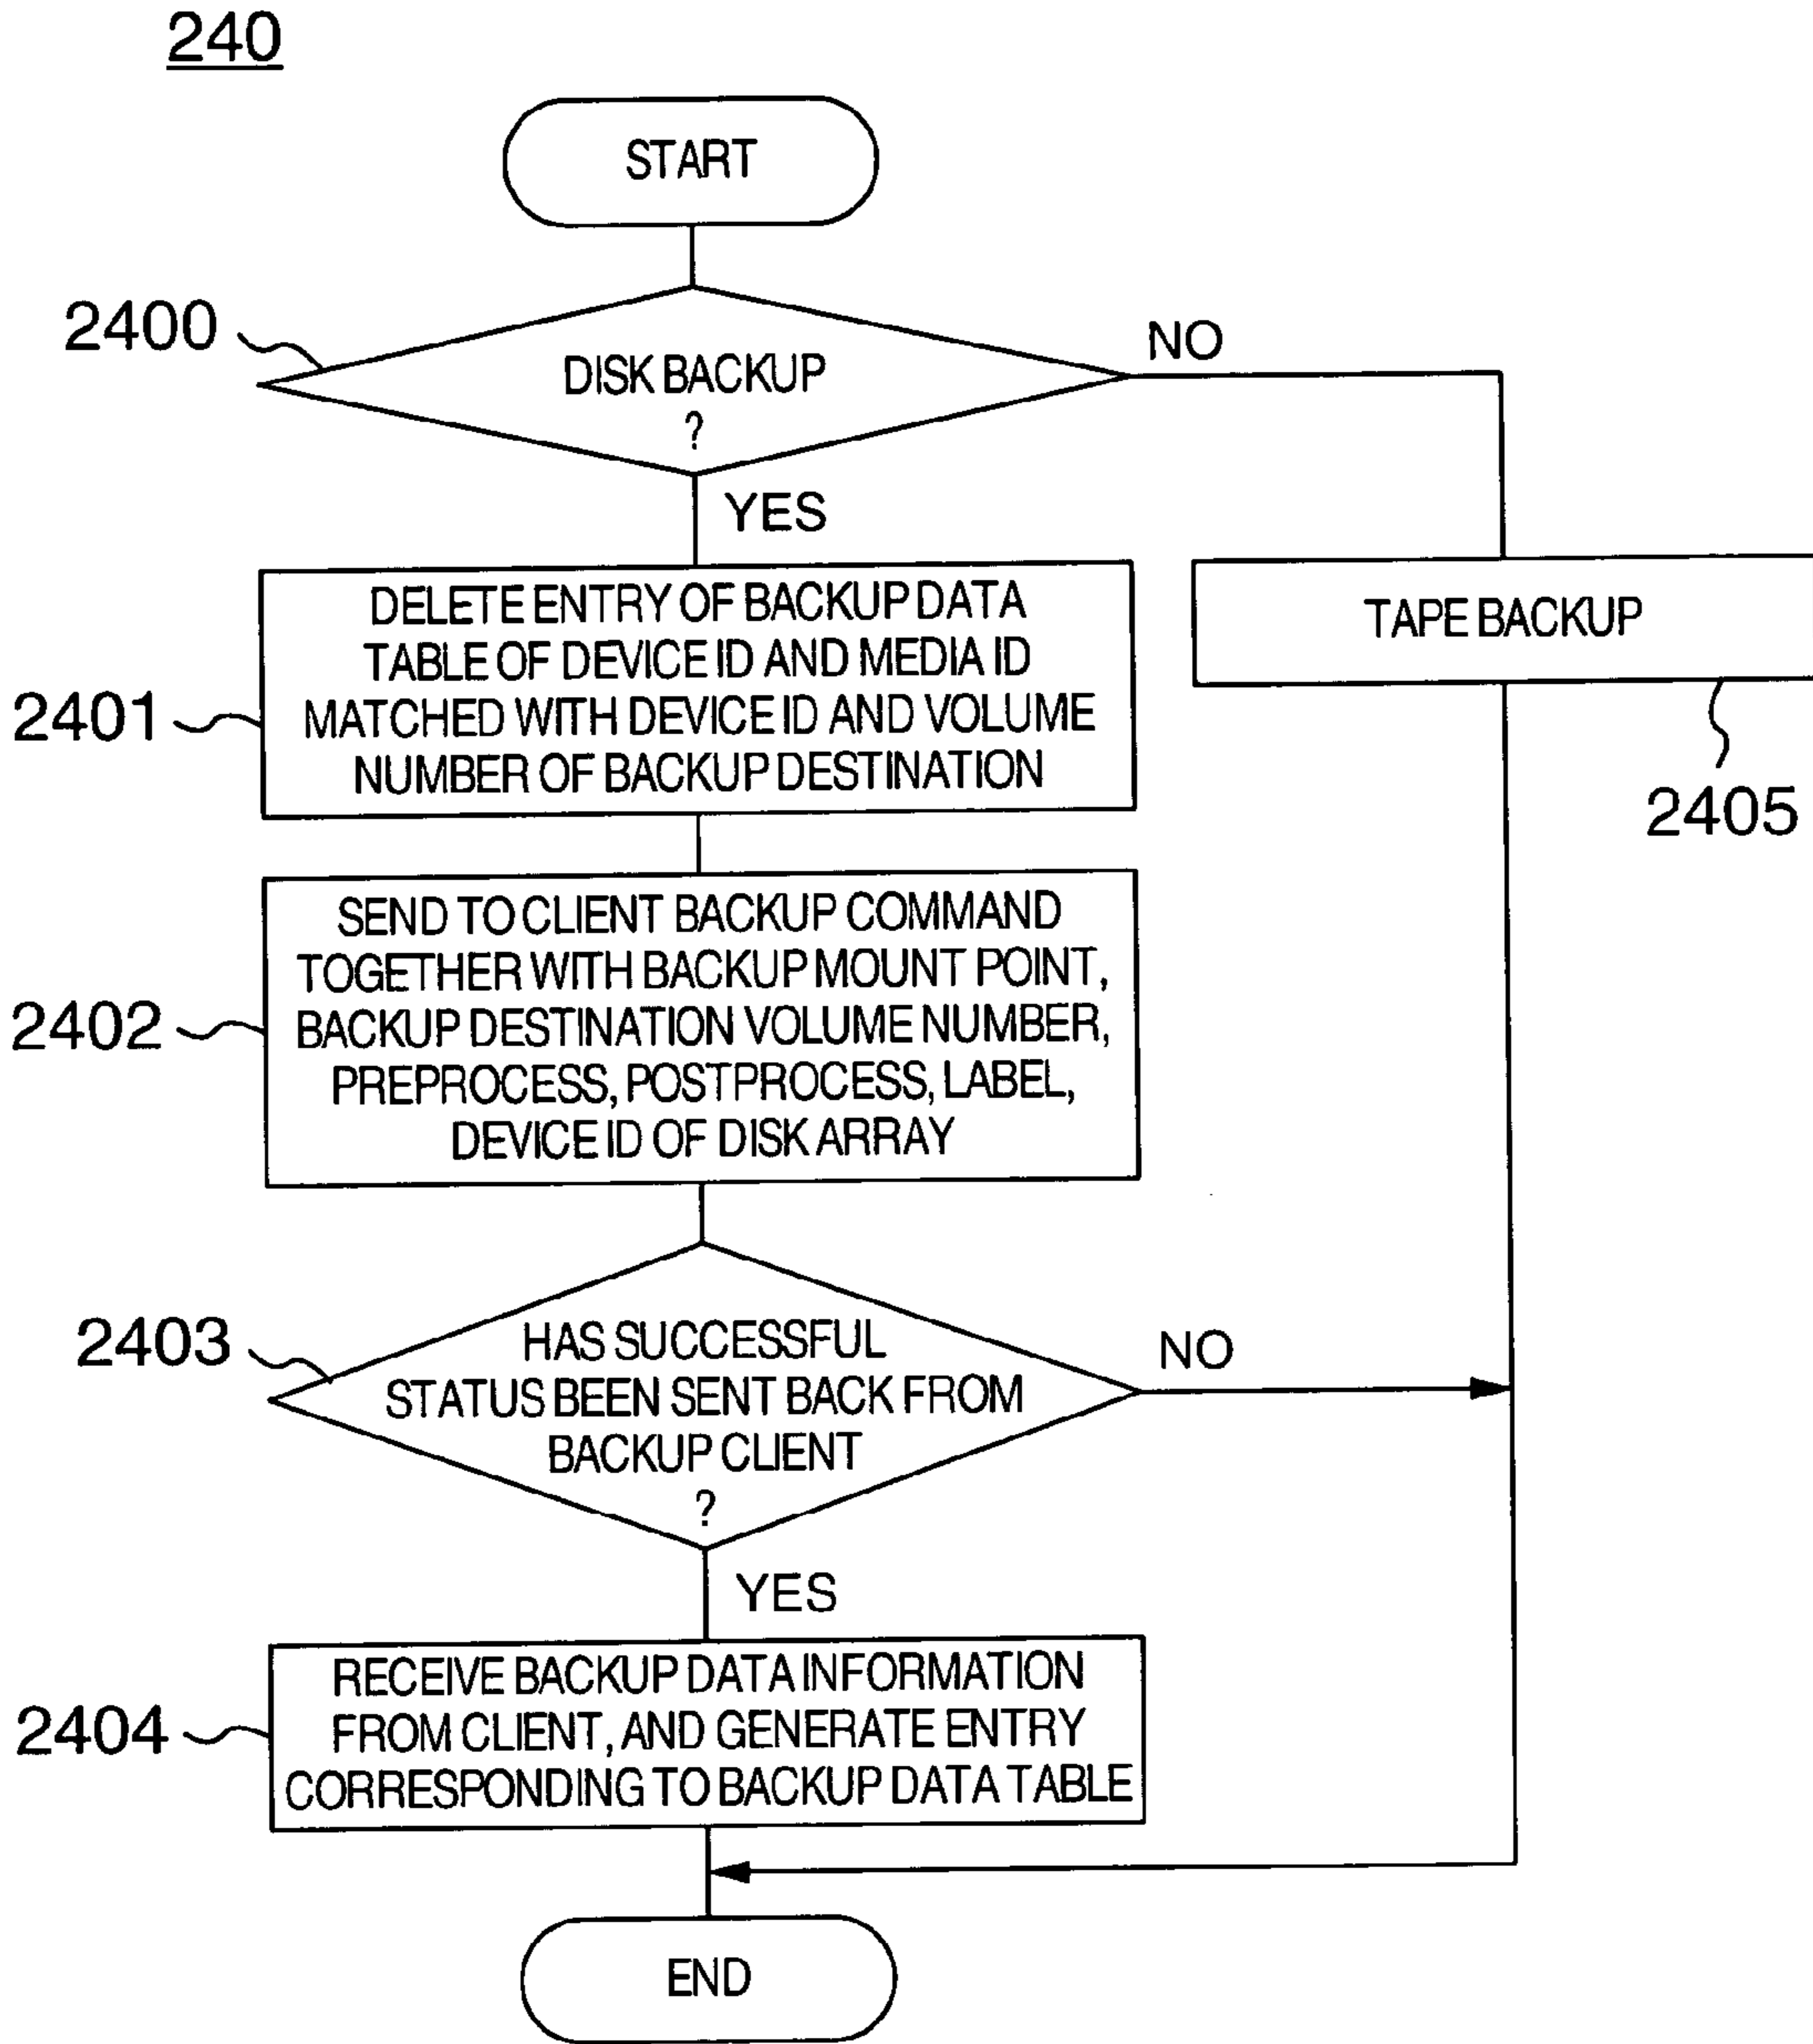 240
START
2400
DISK BACKUP
?
NO
YES
2401
DELETE ENTRY OF BACKUP DATA
TABLE OF DEVICE ID AND MEDIA ID
MATCHED WITH DEVICE ID AND VOLUME
NUMBER OF BACKUP DESTINATION
TAPE BACKUP
2405
2402
SEND TO CLIENT BACKUP COMMAND
TOGETHER WITH BACKUP MOUNT POINT,
BACKUP DESTINATION VOLUME NUMBER,
PREPROCESS, POSTPROCESS, LABEL,
DEVICE ID OF DISK ARRAY
2403
HAS SUCCESSFUL
STATUS BEEN SENT BACK FROM
BACKUP CLIENT
?
NO
YES
2404
RECEIVE BACKUP DATA INFORMATION
FROM CLIENT, AND GENERATE ENTRY
CORRESPONDING TO BACKUP DATA TABLE
END